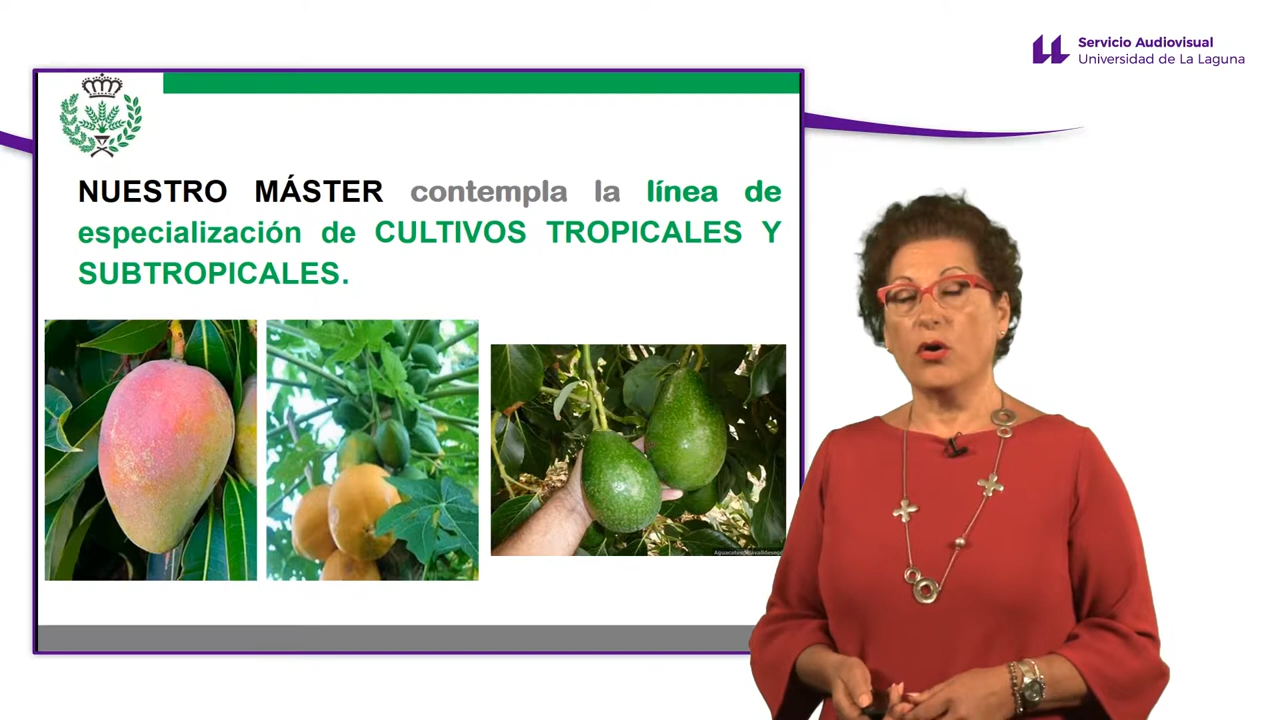 Servicio Audiovisual
Universidad de La Laguna
NUESTRO MÁSTER contempla la línea de
especialización de CULTIVOS TROPICALES Y
SUBTROPICALES.